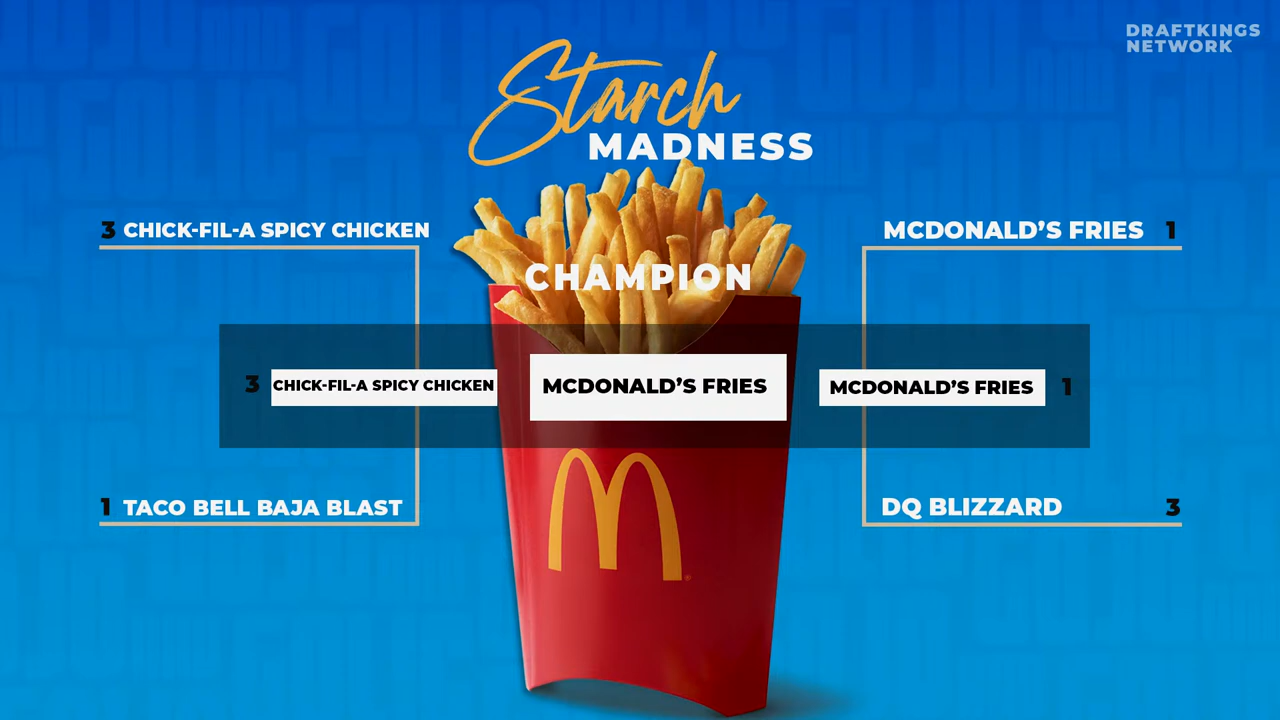 DRAFTKINGS
NETWORK
Starch
MADNESS
3 CHICK-FIL-A SPICY CHICKEN
MCDONALD'S FRIES 1
CHAMPION
3 CHICK-FIL-A SPICY CHICKEN
MCDONALD'S FRIES
MCDONALD'S FRIES 1
1 TACO BELL BAJA BLAST
DQ BLIZZARD 3